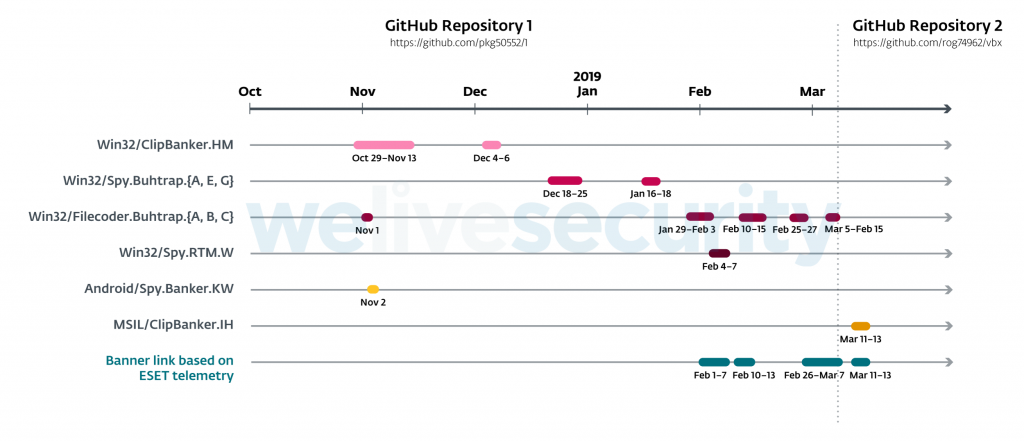 GitHub Repository 1
https://github.com/pkg50552/1
GitHub Repository 2
https://github.com/rog74962/vbx
2019
Oct Nov Dec Jan Feb Mar
Win32/ClipBanker.HM
Oct 29–Nov 13 Dec 4–6
Win32/Spy.Buhtrap.{A, E, G}
Dec 18–25 Jan 16–18
Win32/Filecoder.Buhtrap.{A, B, C}
Nov 1 Jan 29–Feb 3 Feb 10–15 Feb 25–27 Mar 5–Feb 15
welivesecurity
Win32/Spy.RTM.W
Feb 4–7
Android/Spy.Banker.KW
Nov 2
MSIL/ClipBanker.IH
Mar 11–13
Banner link based on
ESET telemetry
Feb 1–7 Feb 10–13 Feb 26–Mar 7 Mar 11–13